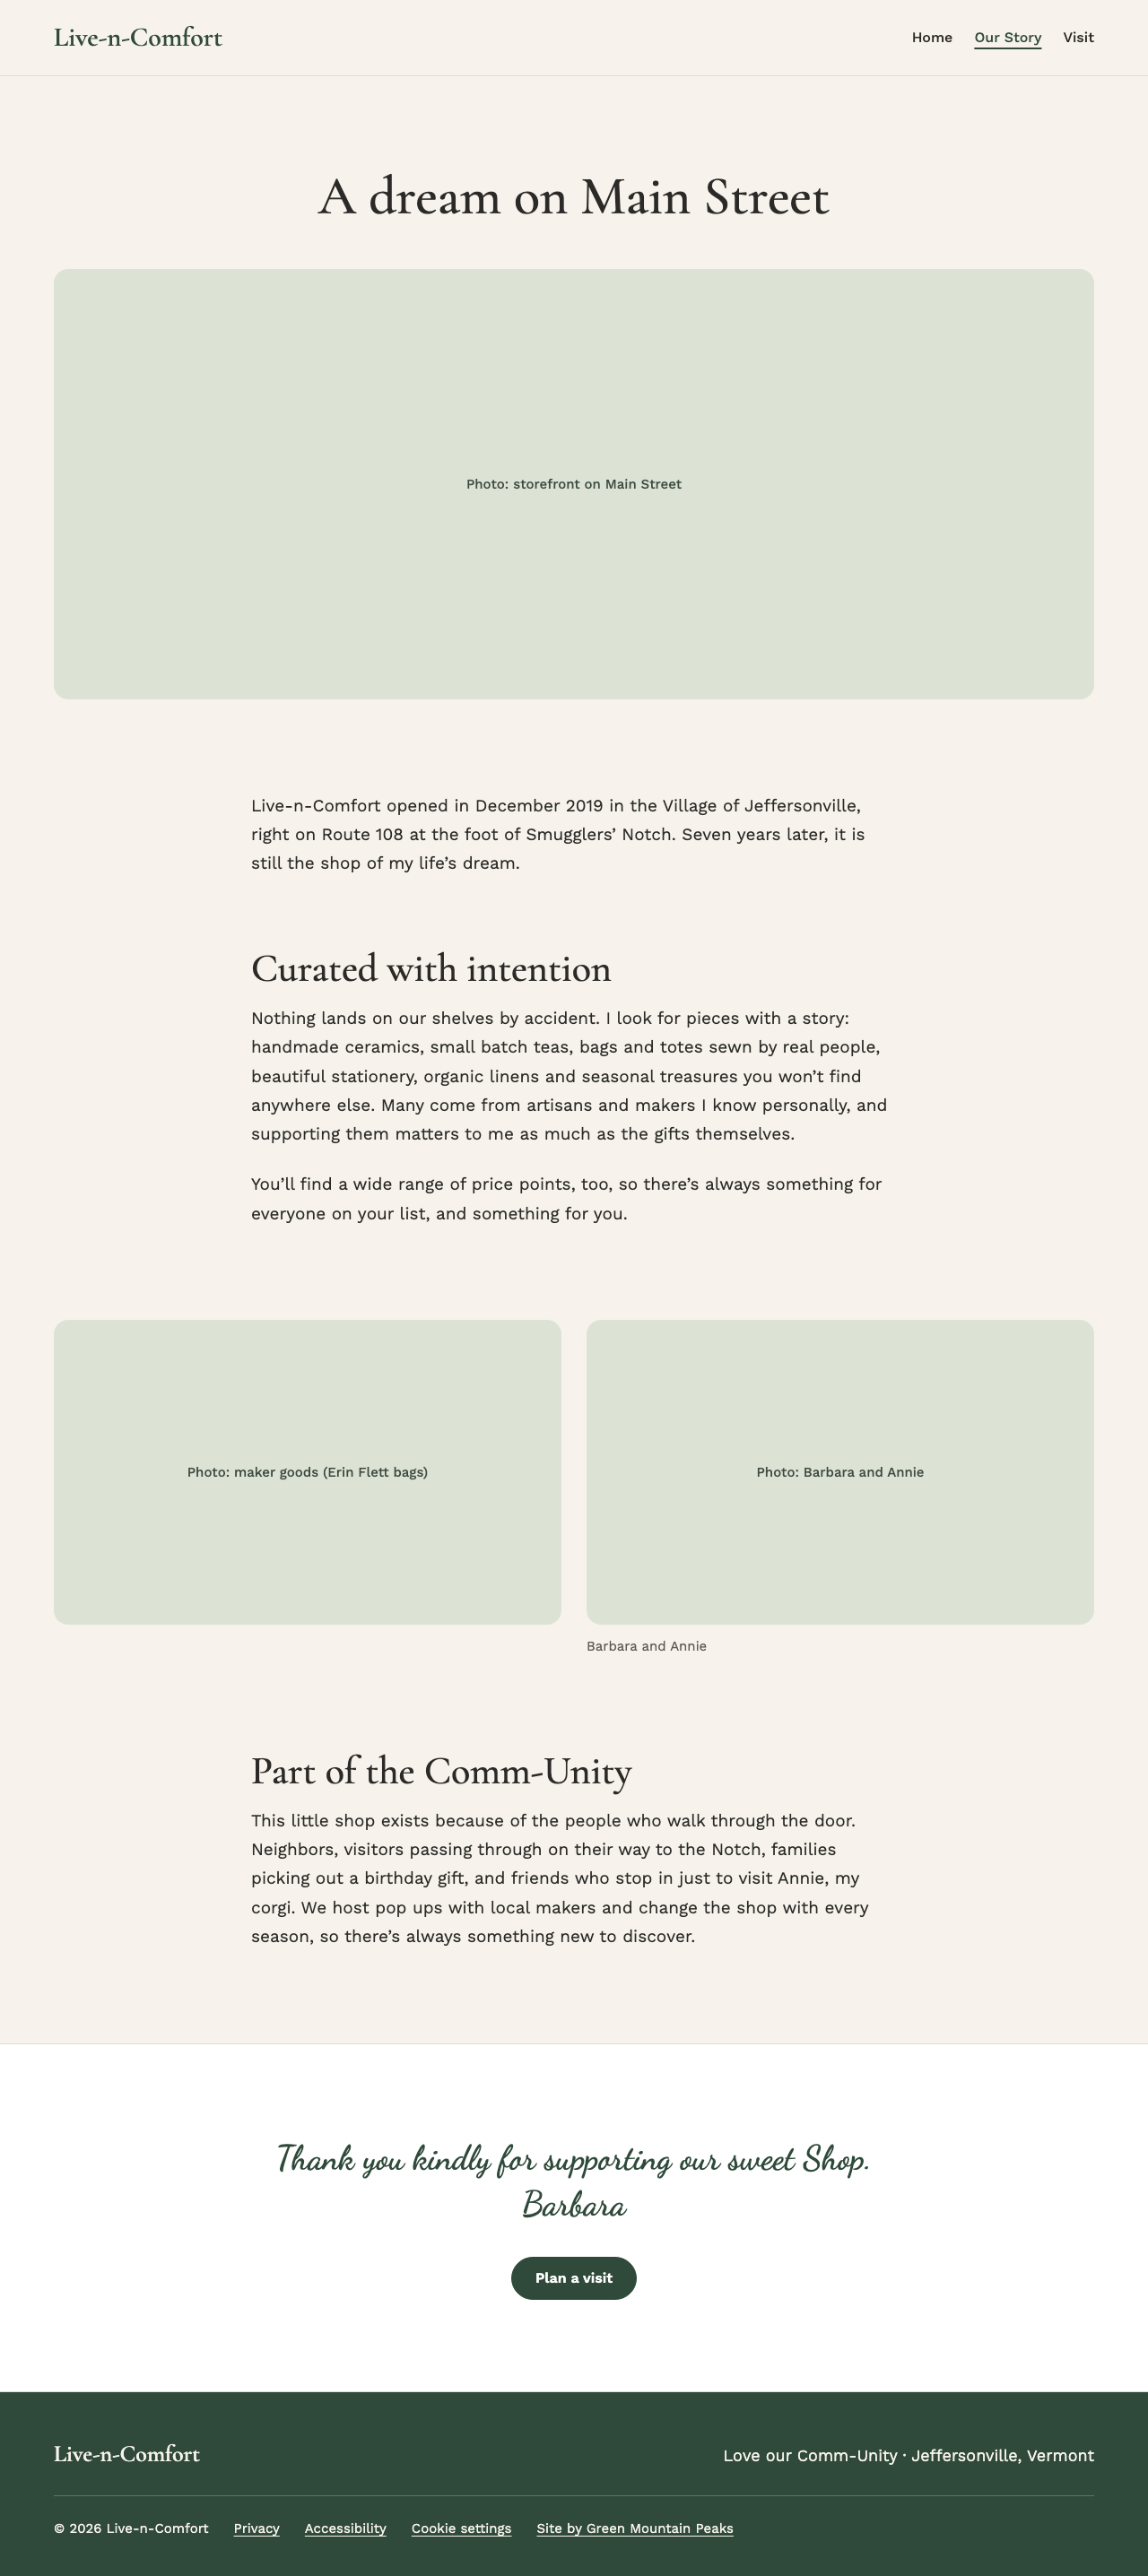 Live-n-Comfort
Home Our Story Visit
A dream on Main Street
Photo: storefront on Main Street
Live-n-Comfort opened in December 2019 in the Village of Jeffersonville,
right on Route 108 at the foot of Smugglers’ Notch. Seven years later, it is
still the shop of my life’s dream.
Curated with intention
Nothing lands on our shelves by accident. I look for pieces with a story:
handmade ceramics, small batch teas, bags and totes sewn by real people,
beautiful stationery, organic linens and seasonal treasures you won’t find
anywhere else. Many come from artisans and makers I know personally, and
supporting them matters to me as much as the gifts themselves.
You’ll find a wide range of price points, too, so there’s always something for
everyone on your list, and something for you.
Photo: maker goods (Erin Flett bags)
Photo: Barbara and Annie
Barbara and Annie
Part of the Comm-Unity
This little shop exists because of the people who walk through the door.
Neighbors, visitors passing through on their way to the Notch, families
picking out a birthday gift, and friends who stop in just to visit Annie, my
corgi. We host pop ups with local makers and change the shop with every
season, so there’s always something new to discover.
Thank you kindly for supporting our sweet Shop.
Barbara
Plan a visit
Live-n-Comfort
Love our Comm-Unity · Jeffersonville, Vermont
© 2026 Live-n-Comfort Privacy Accessibility Cookie settings Site by Green Mountain Peaks